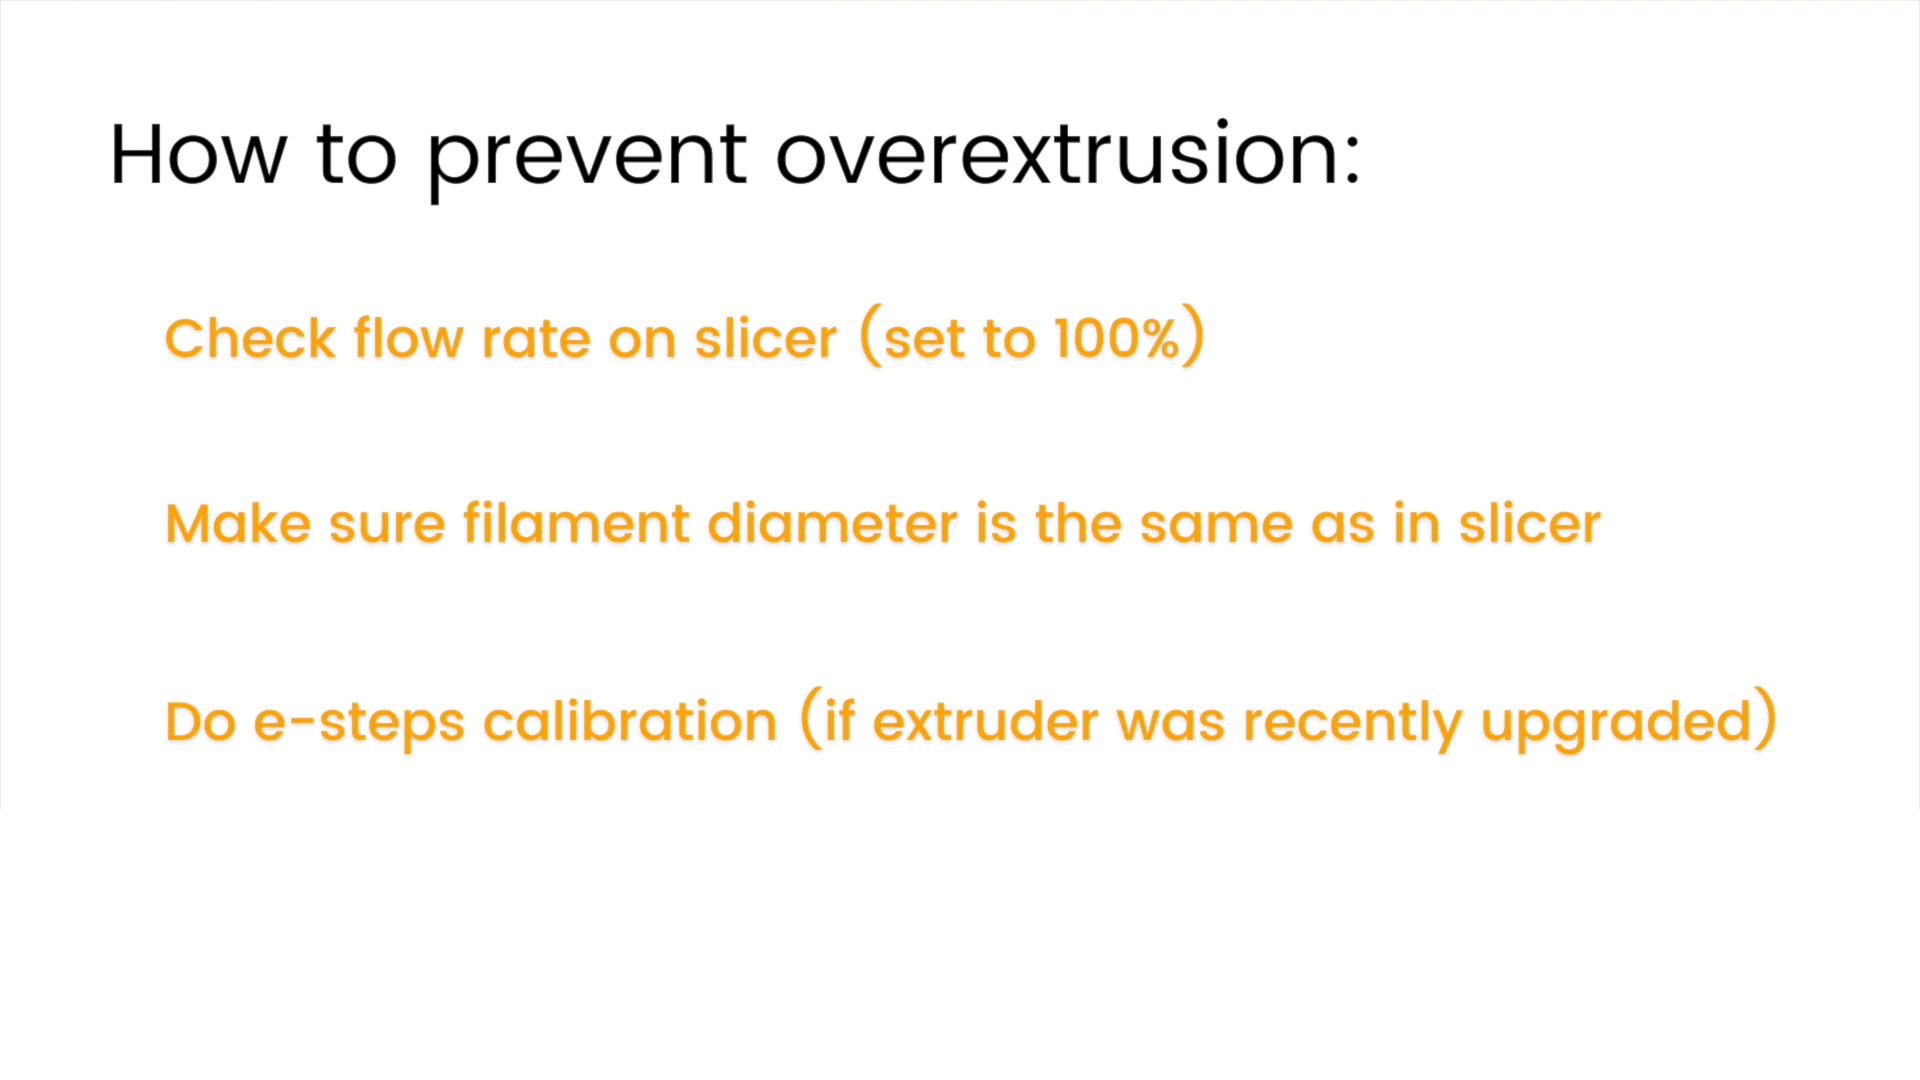 How to prevent overextrusion:
Check flow rate on slicer (set to 100%)
Make sure filament diameter is the same as in slicer
Do e-steps calibration (if extruder was recently upgraded)